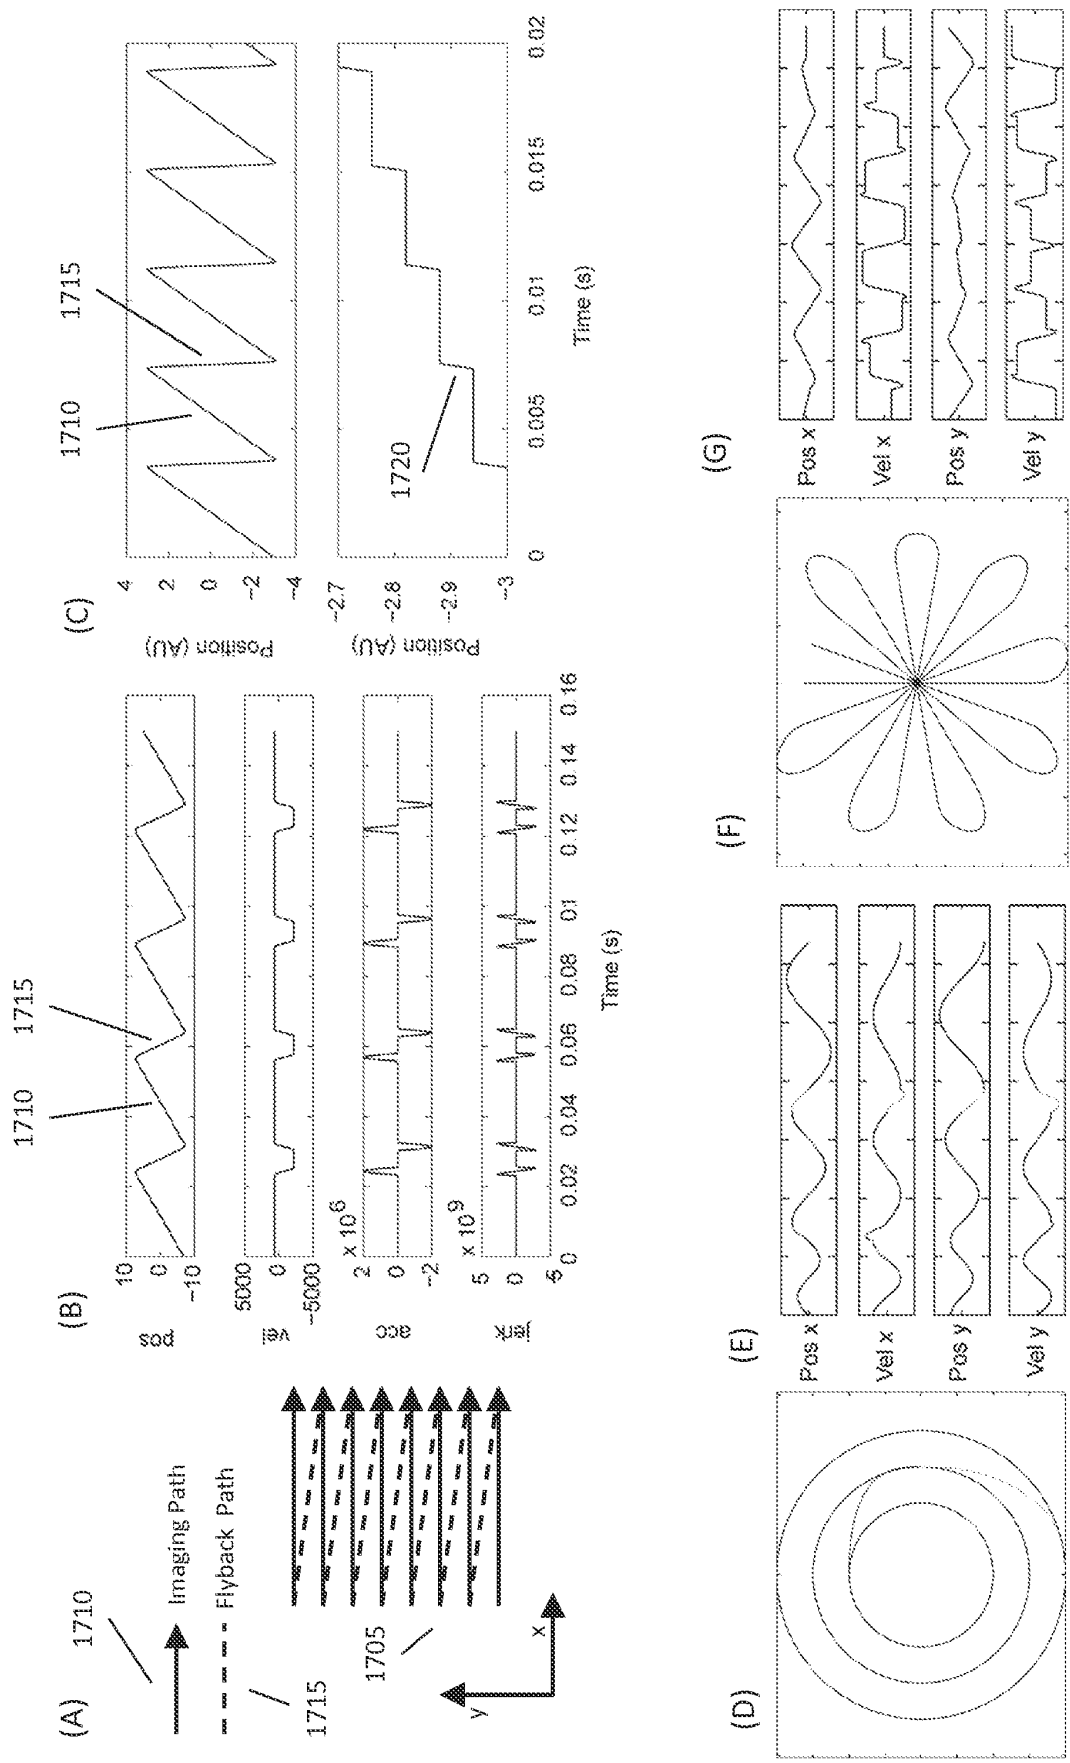 (A)
1710
Imaging Path
Flyback Path
1715
1705
y
x
(B)
1710
1715
pos
10
0
-10
vel
5000
0
-5000
x 10^6
acc
2
0
-2
x 10^9
jerk
5
0
-5
0
0.02
0.04
0.06
0.08
01
0.12
0.14
0.16
Time (s)
(C)
1710
1715
Position (AU)
4
2
0
-2
-4
Position (AU)
-2.7
-2.8
-2.9
-3
1720
0
0.005
0.01
0.015
0.02
Time (s)
(D)
(E)
Pos x
Vel x
Pos y
Vel y
(F)
(G)
Pos x
Vel x
Pos y
Vel y